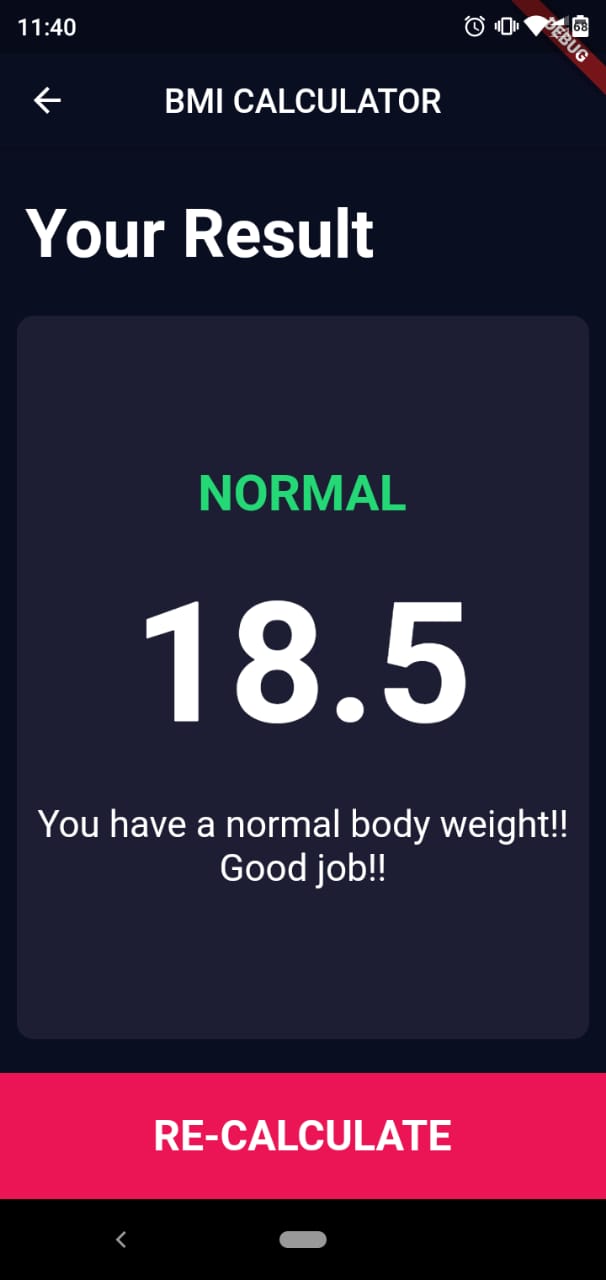 11:40
68
DEBUG
BMI CALCULATOR
Your Result
NORMAL
18.5
You have a normal body weight!!
Good job!!
RE-CALCULATE